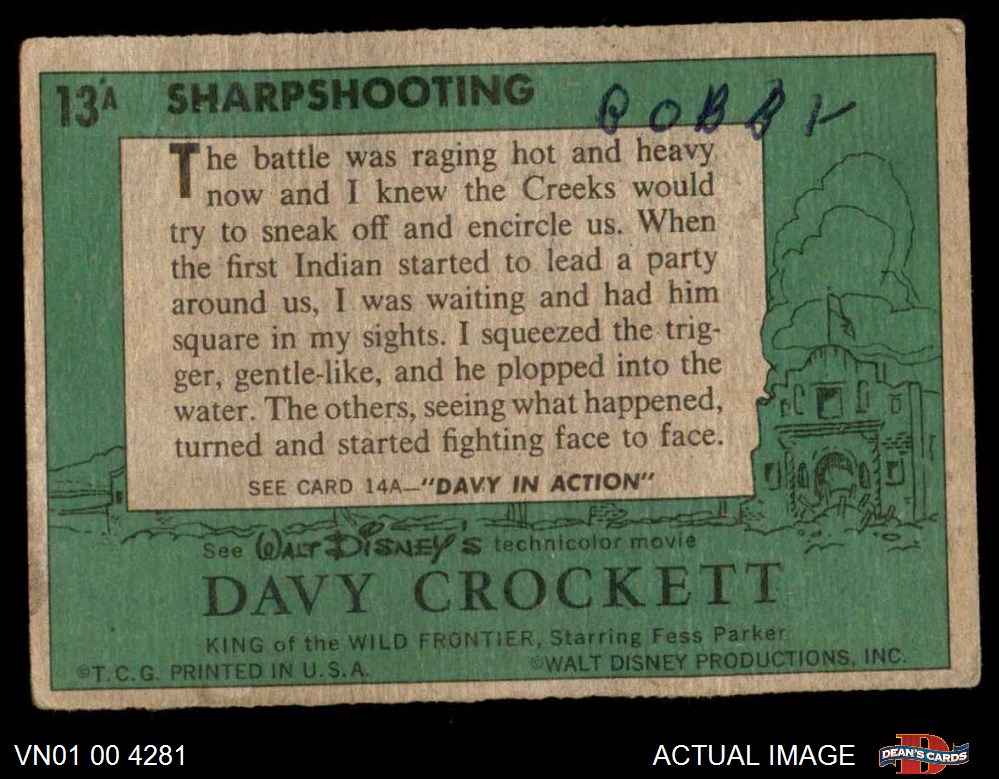 13A SHARPSHOOTING
BOBBY
The battle was raging hot and heavy
now and I knew the Creeks would
try to sneak off and encircle us. When
the first Indian started to lead a party
around us, I was waiting and had him
square in my sights. I squeezed the trig-
ger, gentle-like, and he plopped into the
water. The others, seeing what happened,
turned and started fighting face to face.
SEE CARD 14A—"DAVY IN ACTION"
See WALT DISNEY'S technicolor movie
DAVY CROCKETT
KING of the WILD FRONTIER, Starring Fess Parker
©T.C.G. PRINTED IN U.S.A. ©WALT DISNEY PRODUCTIONS, INC.
VN01 00 4281 ACTUAL IMAGE DEAN'S CARDS